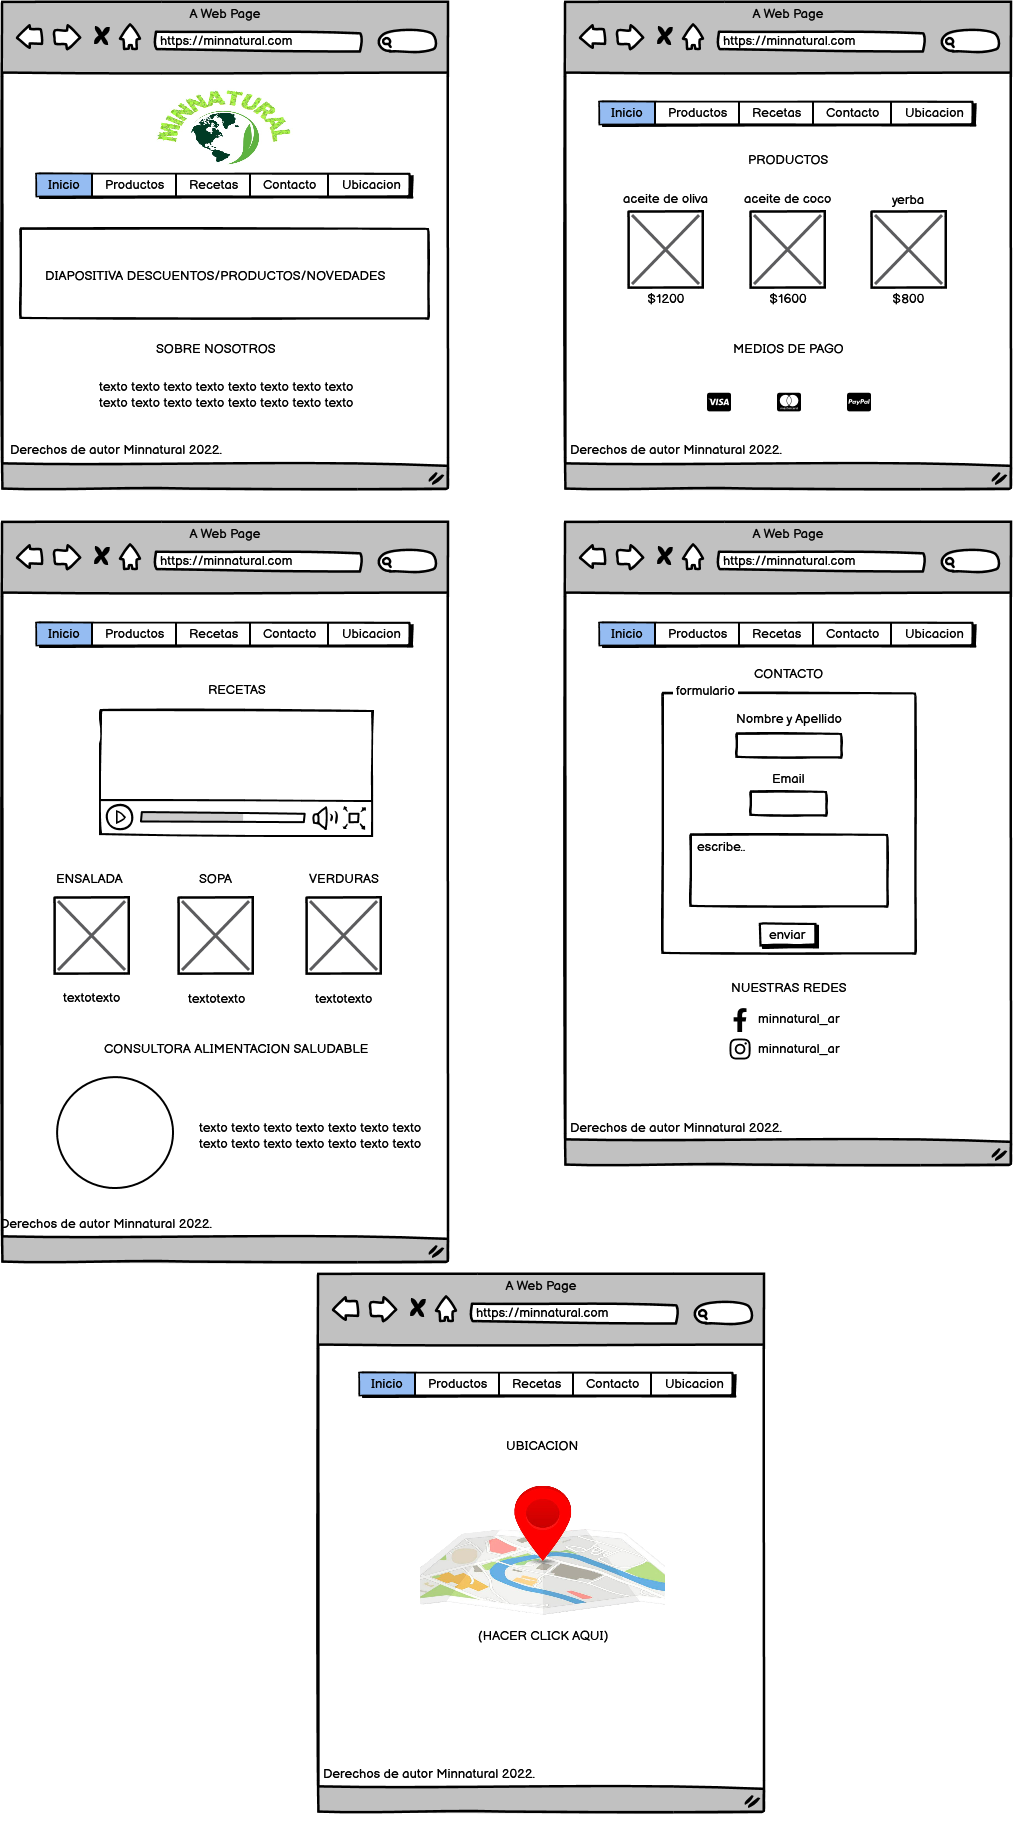 A Web Page
https://minnatural.com
MINNATURAL
Inicio Productos Recetas Contacto Ubicacion
DIAPOSITIVA DESCUENTOS/PRODUCTOS/NOVEDADES
SOBRE NOSOTROS
texto texto texto texto texto texto texto texto
texto texto texto texto texto texto texto texto
Derechos de autor Minnatural 2022.
A Web Page
https://minnatural.com
Inicio Productos Recetas Contacto Ubicacion
PRODUCTOS
aceite de oliva aceite de coco yerba
$1200 $1600 $800
MEDIOS DE PAGO
VISA PayPal
Derechos de autor Minnatural 2022.
A Web Page
https://minnatural.com
Inicio Productos Recetas Contacto Ubicacion
RECETAS
ENSALADA SOPA VERDURAS
textotexto textotexto textotexto
CONSULTORA ALIMENTACION SALUDABLE
texto texto texto texto texto texto texto
texto texto texto texto texto texto texto
Derechos de autor Minnatural 2022.
A Web Page
https://minnatural.com
Inicio Productos Recetas Contacto Ubicacion
CONTACTO
formulario
Nombre y Apellido
Email
escribe..
enviar
NUESTRAS REDES
minnatural_ar
minnatural_ar
Derechos de autor Minnatural 2022.
A Web Page
https://minnatural.com
Inicio Productos Recetas Contacto Ubicacion
UBICACION
(HACER CLICK AQUI)
Derechos de autor Minnatural 2022.